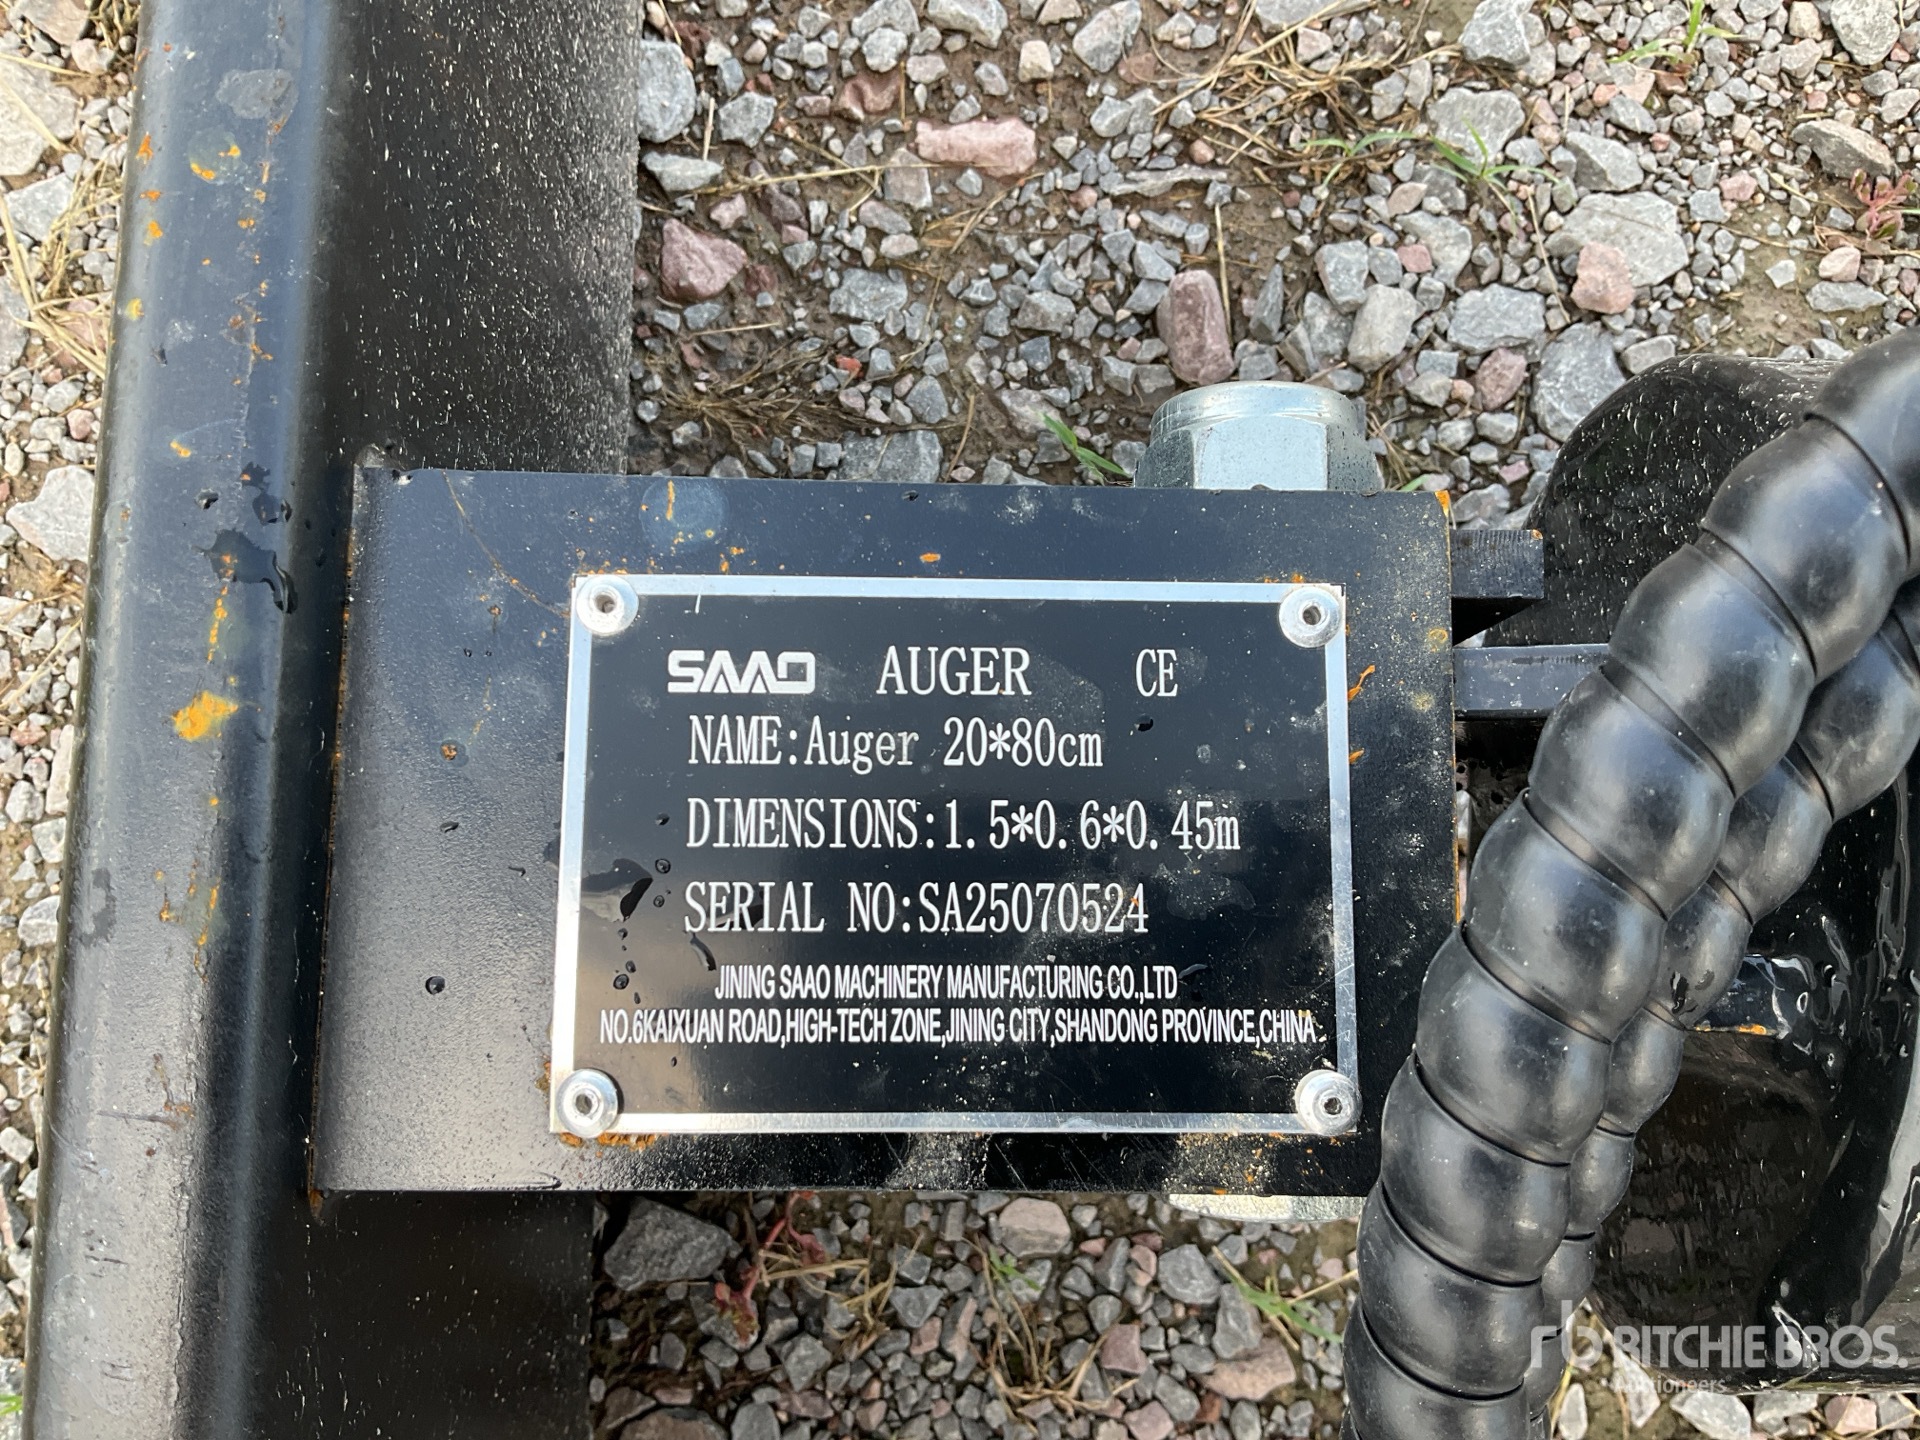 SAAO AUGER CE
NAME:Auger 20*80cm
DIMENSIONS:1.5*0.6*0.45m
SERIAL NO:SA25070524
JINING SAAO MACHINERY MANUFACTURING CO.,LTD
NO.6KAIXUAN ROAD,HIGH-TECH ZONE,JINING CITY,SHANDONG PROVINCE,CHINA
rb RITCHIE BROS.
Auctioneers